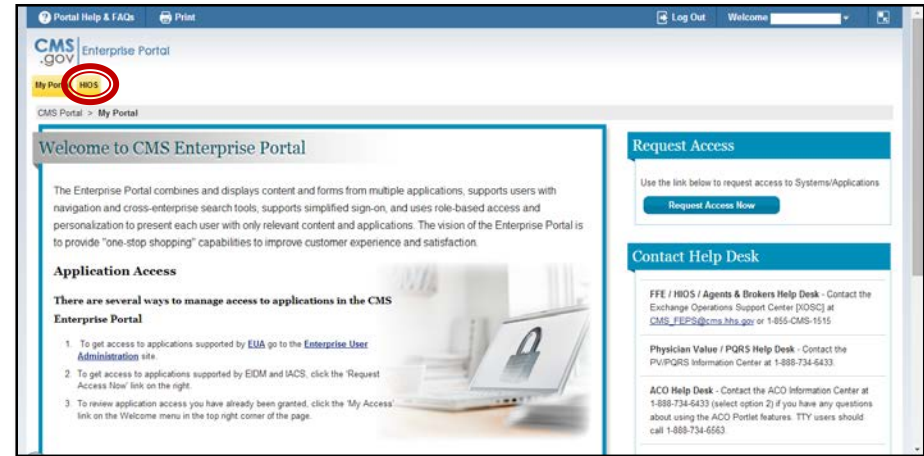 Portal Help & FAQs Print Log Out Welcome
CMS .gov Enterprise Portal
My Portal HIOS
CMS Portal > My Portal
Welcome to CMS Enterprise Portal
The Enterprise Portal combines and displays content and forms from multiple applications, supports users with
navigation and cross-enterprise search tools, supports simplified sign-on, and uses role-based access and
personalization to present each user with only relevant content and applications. The vision of the Enterprise Portal is
to provide "one-stop shopping" capabilities to improve customer experience and satisfaction.
Application Access
There are several ways to manage access to applications in the CMS
Enterprise Portal
1. To get access to applications supported by EUA go to the Enterprise User
Administration site.
2. To get access to applications supported by EIDM and IACS, click the 'Request
Access Now' link on the right.
3. To review application access you have already been granted, click the 'My Access'
link on the Welcome menu in the top right corner of the page.
Request Access
Use the link below to request access to Systems/Applications
Request Access Now
Contact Help Desk
FFE / HIOS / Agents & Brokers Help Desk - Contact the
Exchange Operations Support Center [XOSC] at
CMS_FEPS@cms.hhs.gov or 1-855-CMS-1515
Physician Value / PQRS Help Desk - Contact the
PV/PQRS Information Center at 1-888-734-6433.
ACO Help Desk - Contact the ACO Information Center at
1-888-734-6433 (select option 2) if you have any questions
about using the ACO Portlet features. TTY users should
call 1-888-734-6563.